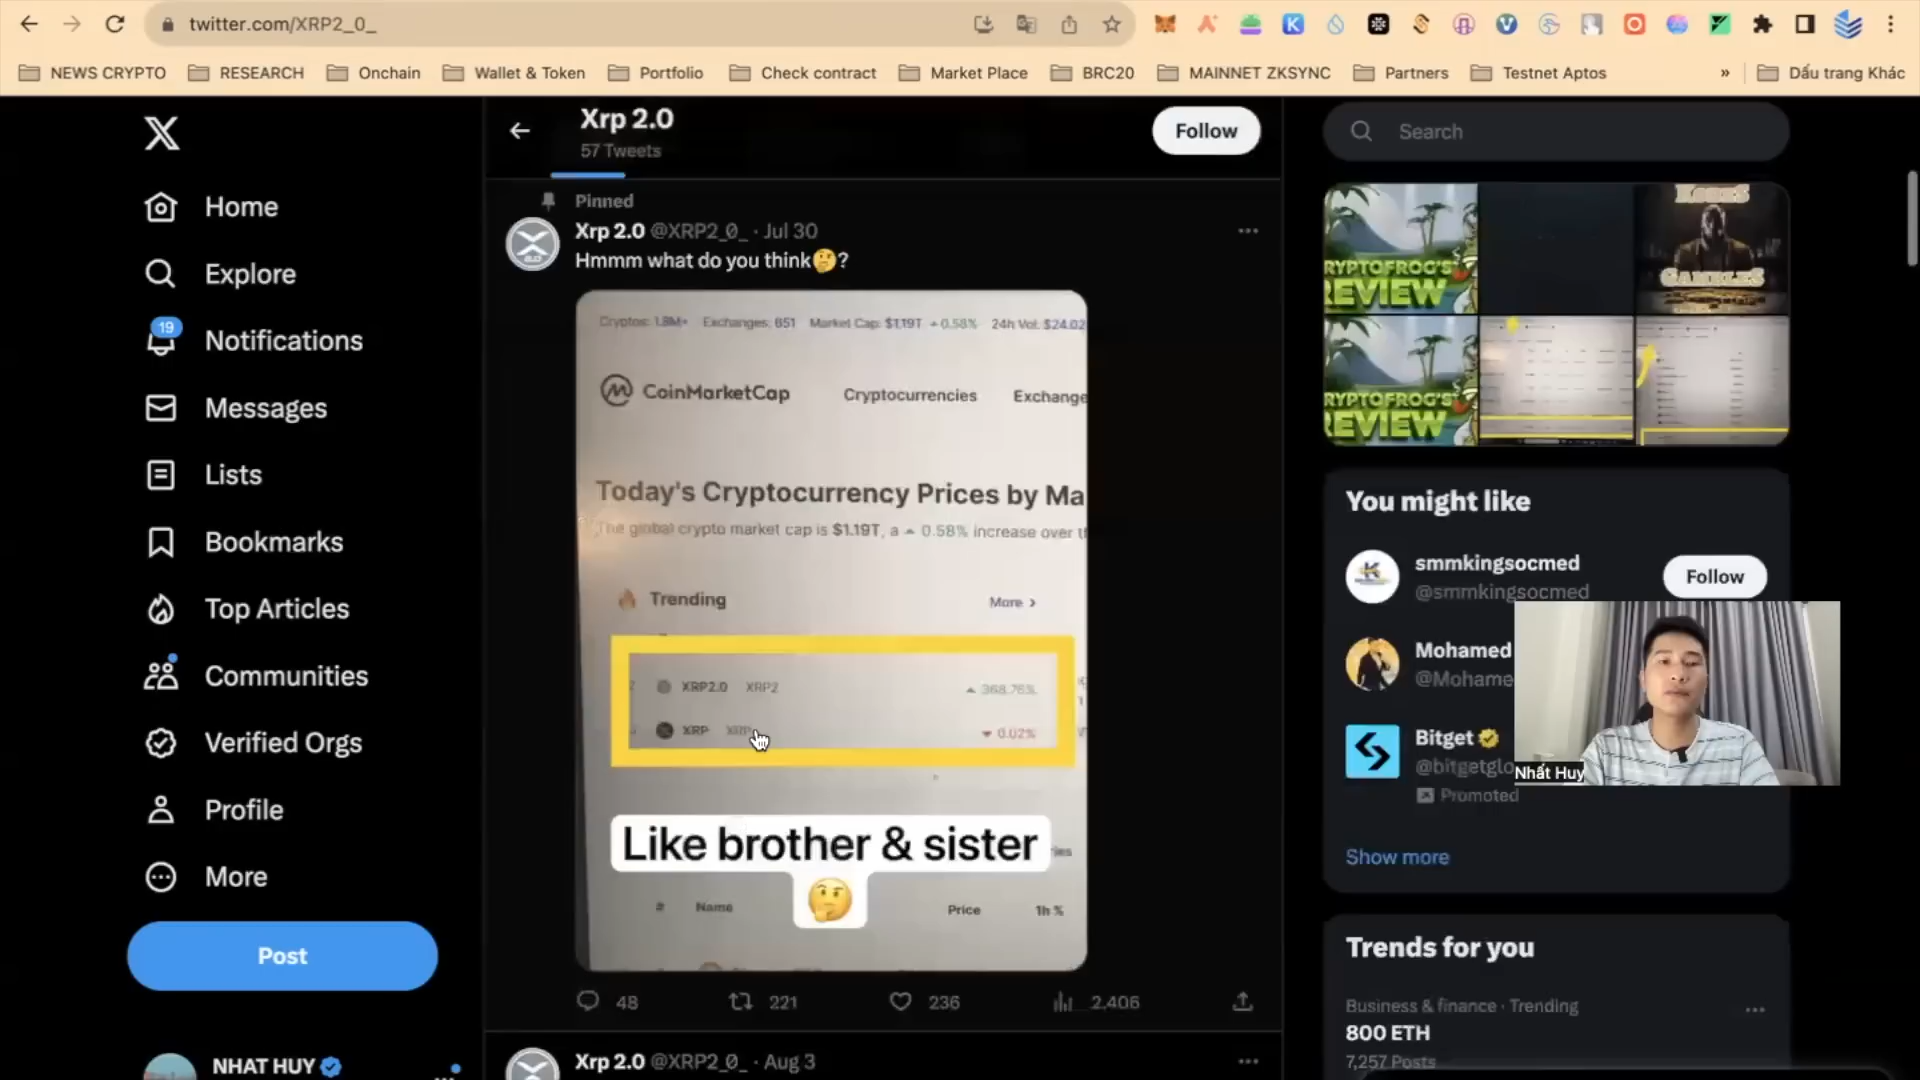 twitter.com/XRP2_0_
NEWS CRYPTO
RESEARCH
Onchain
Wallet & Token
Portfolio
Check contract
Market Place
BRC20
MAINNET ZKSYNC
Partners
Testnet Aptos
»
Dấu trang Khác
Home
Explore
19
Notifications
Messages
Lists
Bookmarks
Top Articles
Communities
Verified Orgs
Profile
More
Post
NHAT HUY
Xrp 2.0
57 Tweets
Follow
Pinned
Xrp 2.0 @XRP2_0_ · Jul 30
Hmmm what do you think🤔?
Cryptos: 1.8M+ Exchanges: 651 Market Cap: $1.19T 0.58% 24h Vol: $24.02
CoinMarketCap
Cryptocurrencies
Exchange
Today's Cryptocurrency Prices by Ma
The global crypto market cap is $1.19T, a 0.58% increase over
Trending
More >
XRP2.0 XRP2 368.76%
XRP XRP 0.02%
Like brother & sister
🤔
# Name Price 1h %
48 221 236 2,406
Xrp 2.0 @XRP2_0_ · Aug 3
Search
RYPTOFROG'S
REVIEW
GAMBLES
RYPTOFROG'S
REVIEW
You might like
smmkingsocmed
@smmkingsocmed
Follow
Mohamed
@Mohame
Bitget
@bitgetglo
Promoted
Nhất Huy
Show more
Trends for you
Business & finance · Trending
800 ETH
7,257 Posts